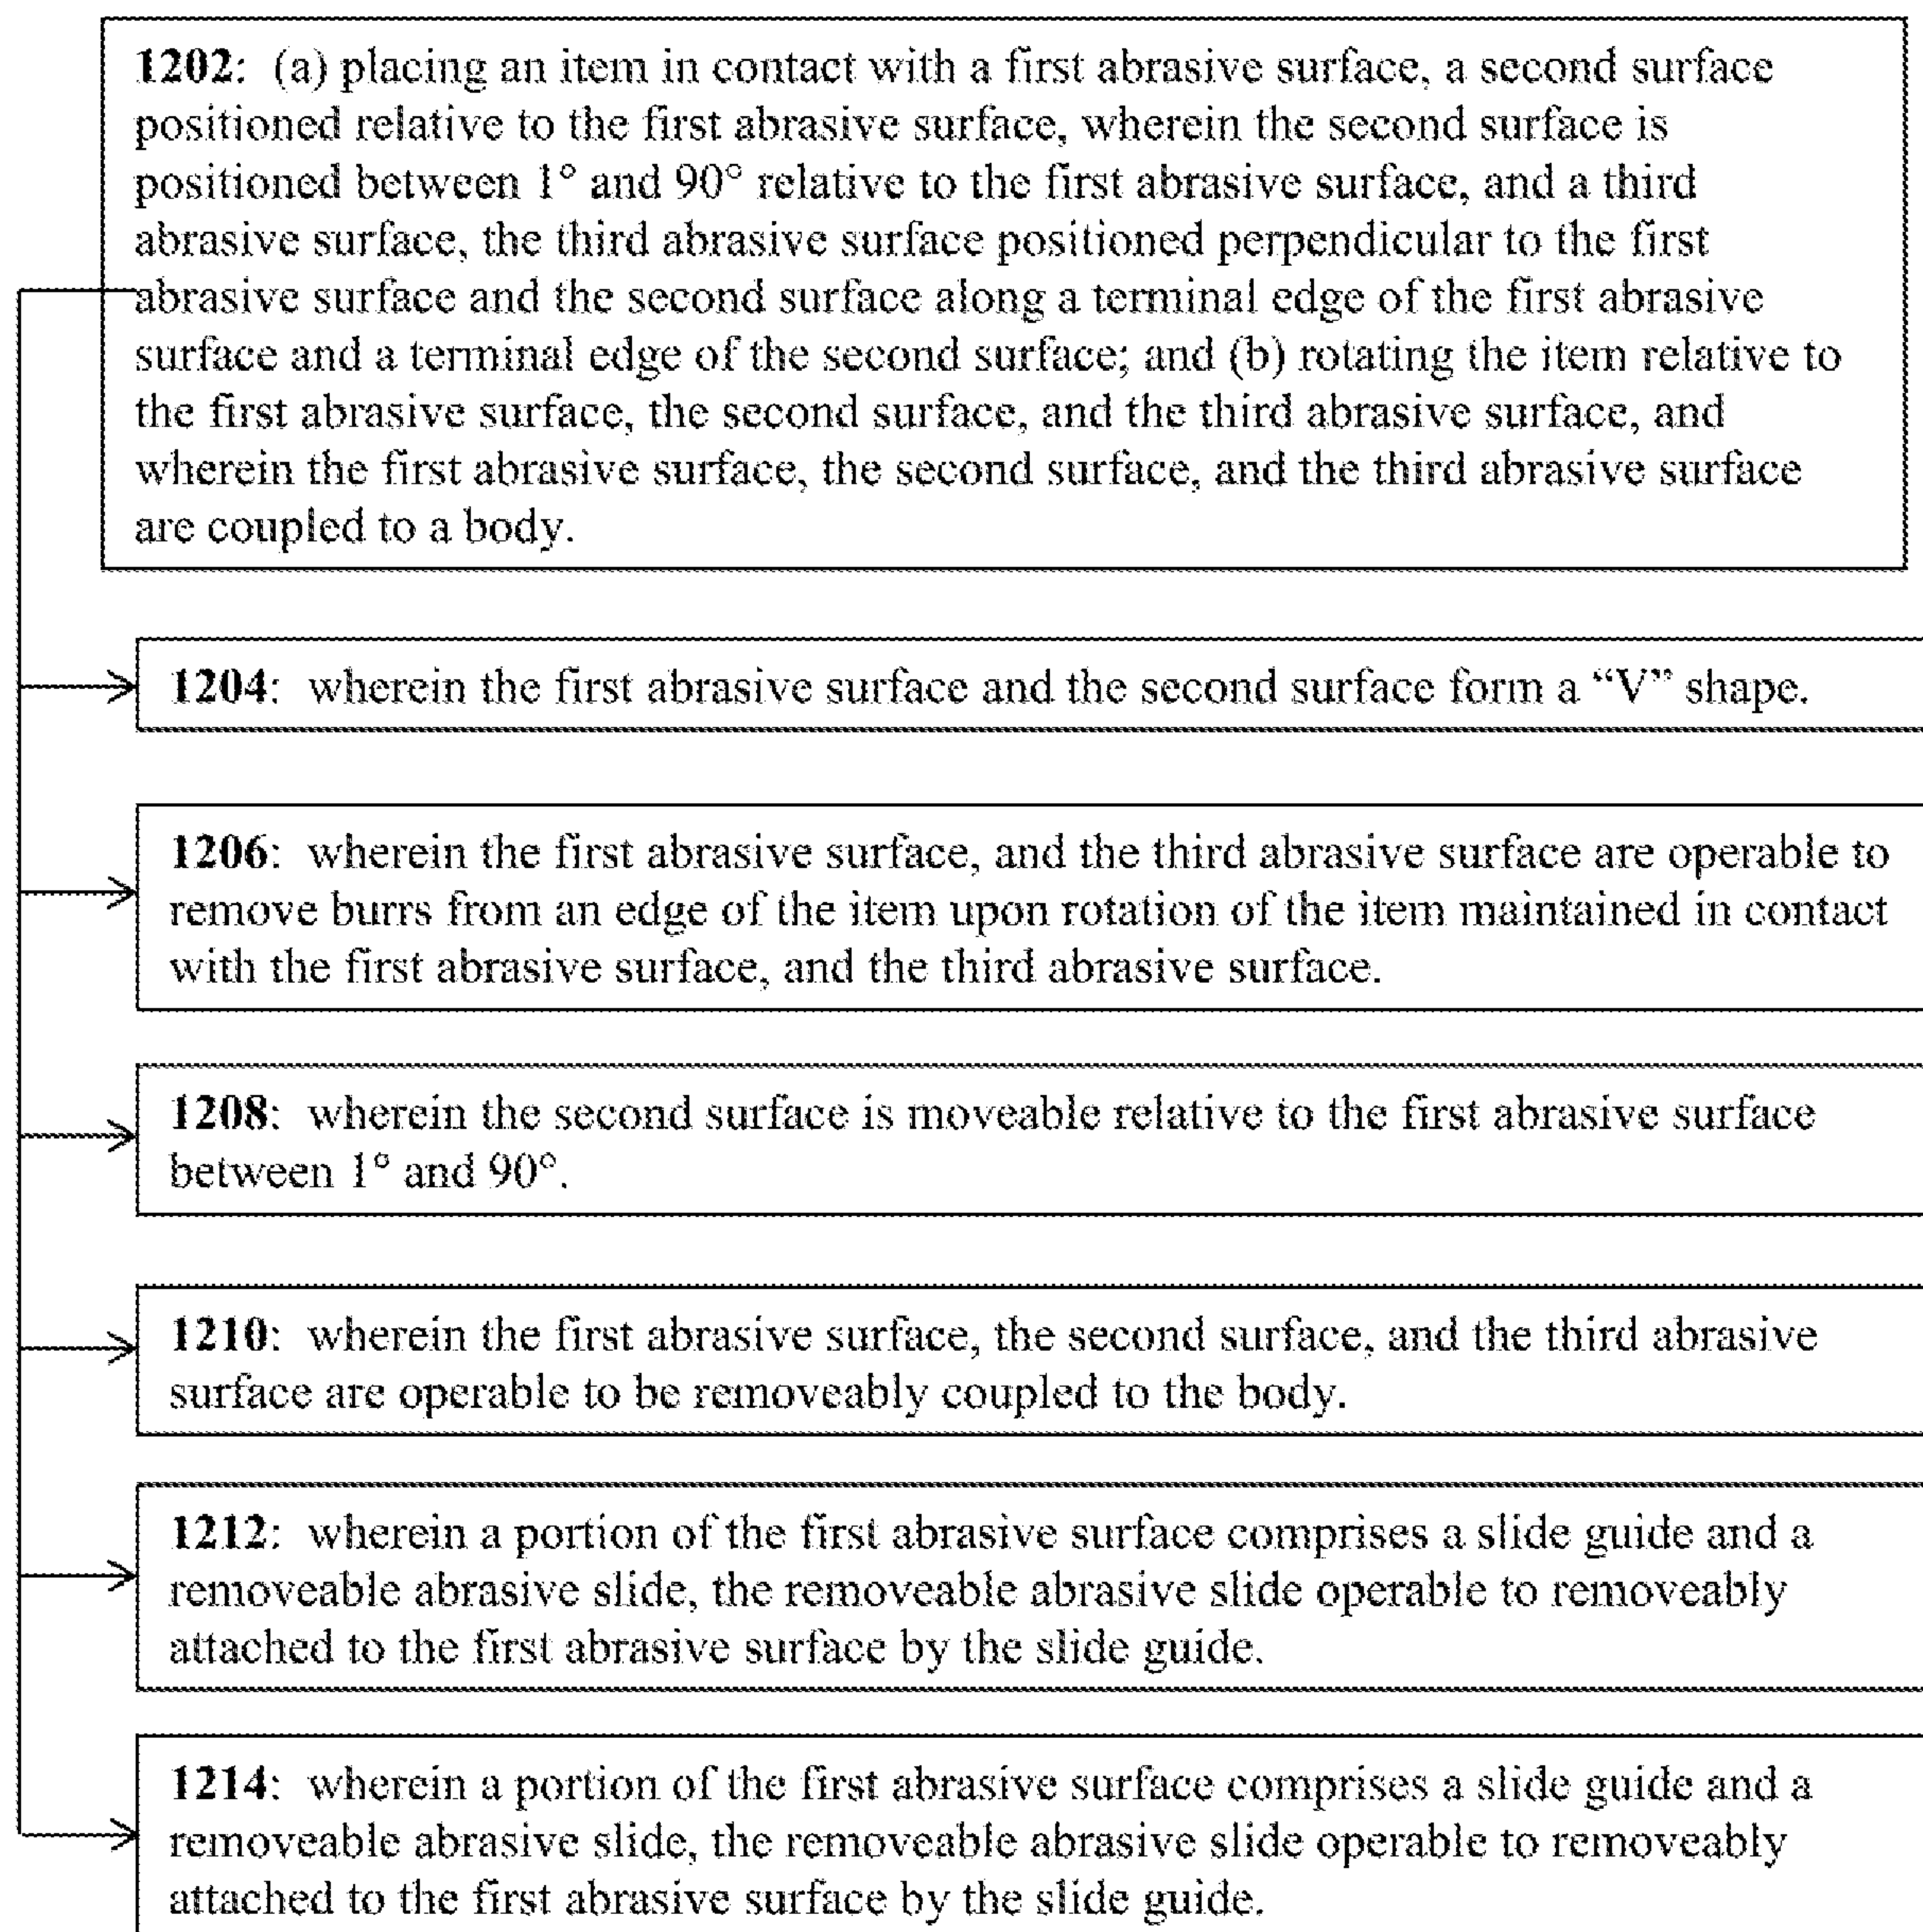 1202: (a) placing an item in contact with a first abrasive surface, a second surface
positioned relative to the first abrasive surface, wherein the second surface is
positioned between 1° and 90° relative to the first abrasive surface, and a third
abrasive surface, the third abrasive surface positioned perpendicular to the first
abrasive surface and the second surface along a terminal edge of the first abrasive
surface and a terminal edge of the second surface; and (b) rotating the item relative to
the first abrasive surface, the second surface, and the third abrasive surface, and
wherein the first abrasive surface, the second surface, and the third abrasive surface
are coupled to a body.
1204: wherein the first abrasive surface and the second surface form a “V” shape.
1206: wherein the first abrasive surface, and the third abrasive surface are operable to
remove burrs from an edge of the item upon rotation of the item maintained in contact
with the first abrasive surface, and the third abrasive surface.
1208: wherein the second surface is moveable relative to the first abrasive surface
between 1° and 90°.
1210: wherein the first abrasive surface, the second surface, and the third abrasive
surface are operable to be removeably coupled to the body.
1212: wherein a portion of the first abrasive surface comprises a slide guide and a
removeable abrasive slide, the removeable abrasive slide operable to removeably
attached to the first abrasive surface by the slide guide.
1214: wherein a portion of the first abrasive surface comprises a slide guide and a
removeable abrasive slide, the removeable abrasive slide operable to removeably
attached to the first abrasive surface by the slide guide.